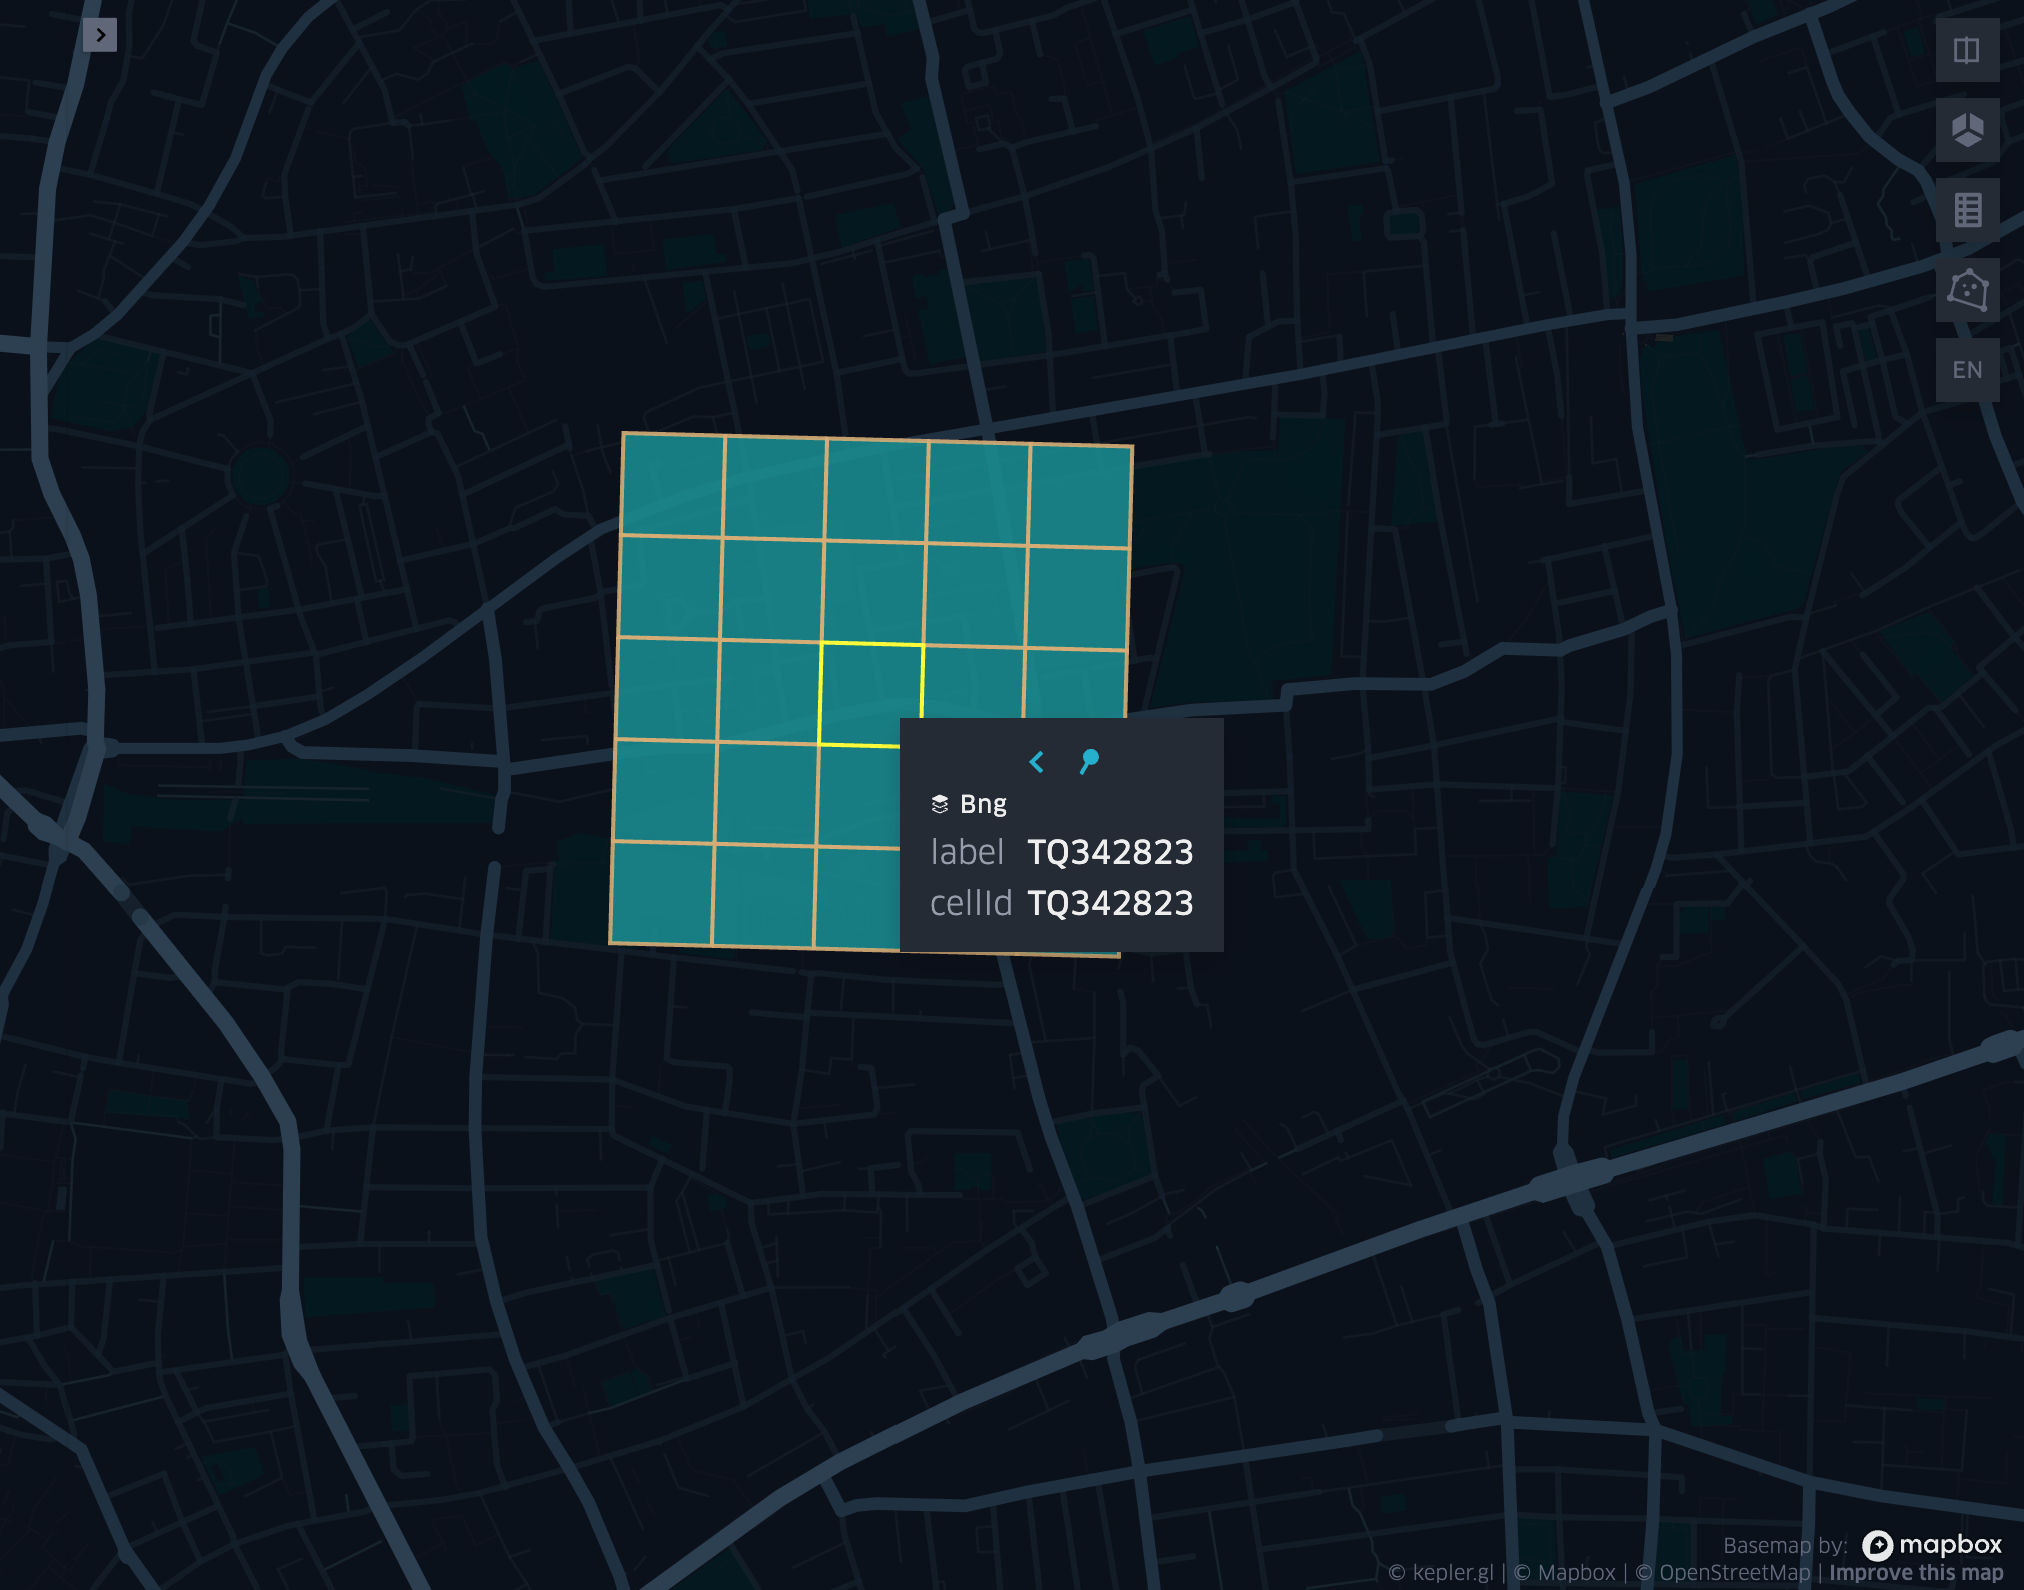 EN
Bng
label TQ342823
cellId TQ342823
Basemap by: mapbox
© kepler.gl | © Mapbox | © OpenStreetMap | Improve this map